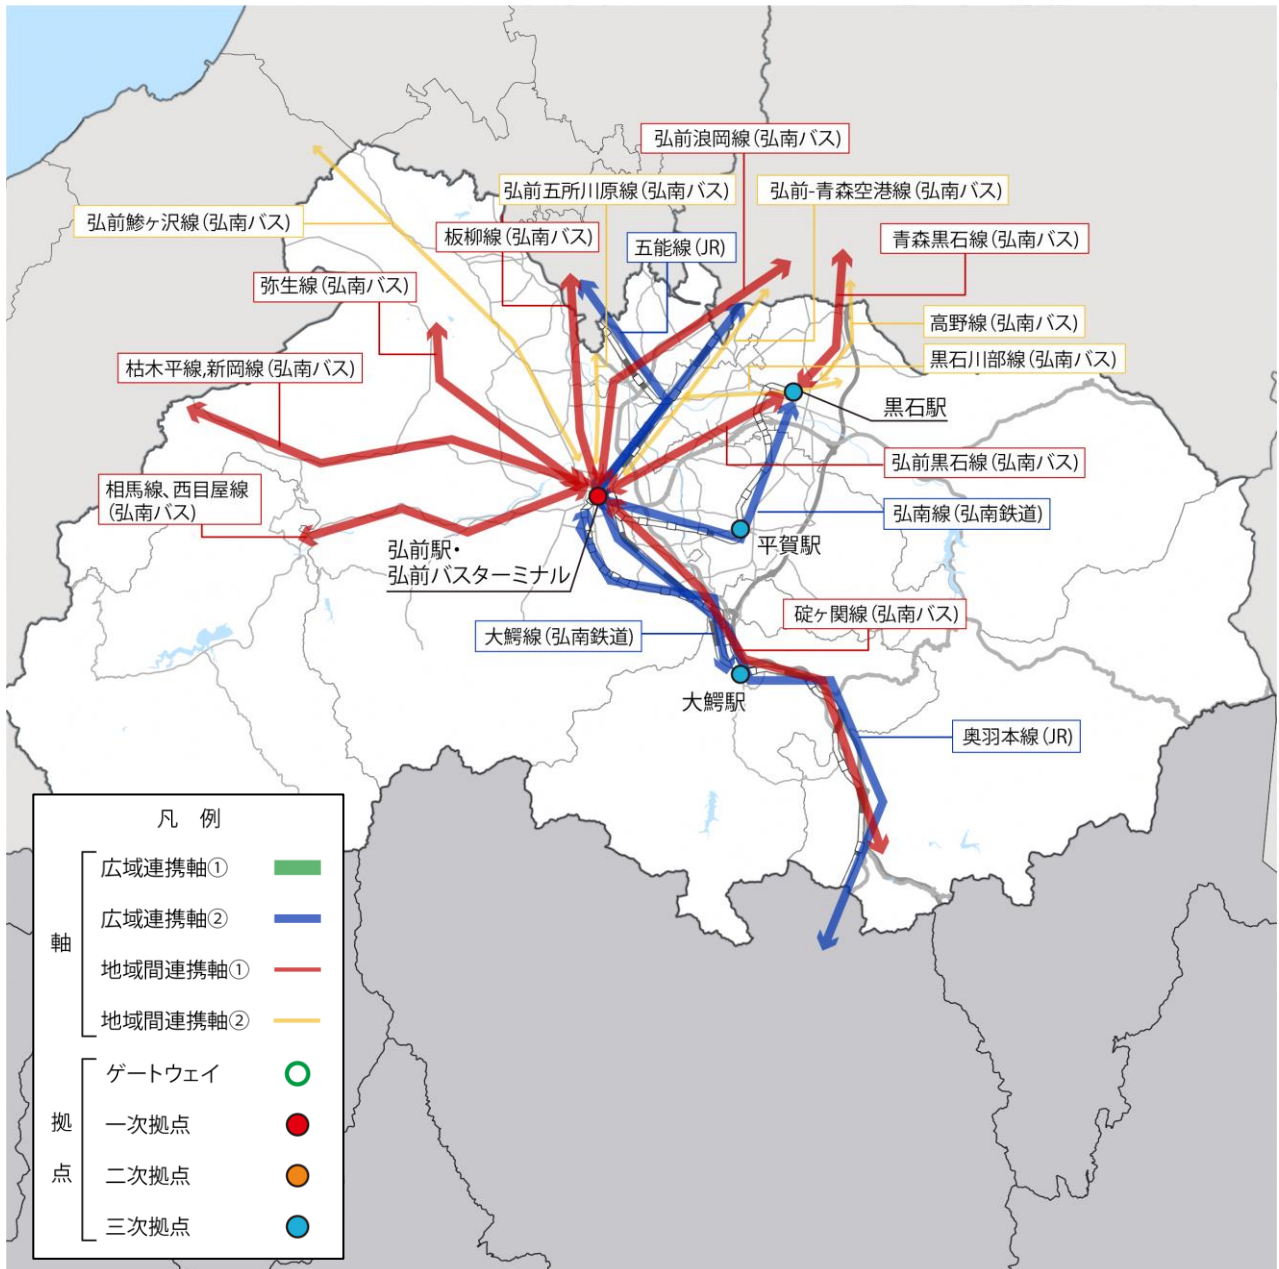 弘前浪岡線(弘南バス)
弘前五所川原線(弘南バス)
弘前-青森空港線(弘南バス)
弘前鰺ヶ沢線(弘南バス)
板柳線(弘南バス)
五能線(JR)
青森黒石線(弘南バス)
弥生線(弘南バス)
高野線(弘南バス)
枯木平線,新岡線(弘南バス)
黒石川部線(弘南バス)
黒石駅
弘前黒石線(弘南バス)
相馬線、西目屋線
(弘南バス)
弘南線(弘南鉄道)
平賀駅
弘前駅・
弘前バスターミナル
大鰐線(弘南鉄道)
碇ヶ関線(弘南バス)
大鰐駅
奥羽本線(JR)
凡 例
軸
広域連携軸①
広域連携軸②
地域間連携軸①
地域間連携軸②
拠点
ゲートウェイ
一次拠点
二次拠点
三次拠点